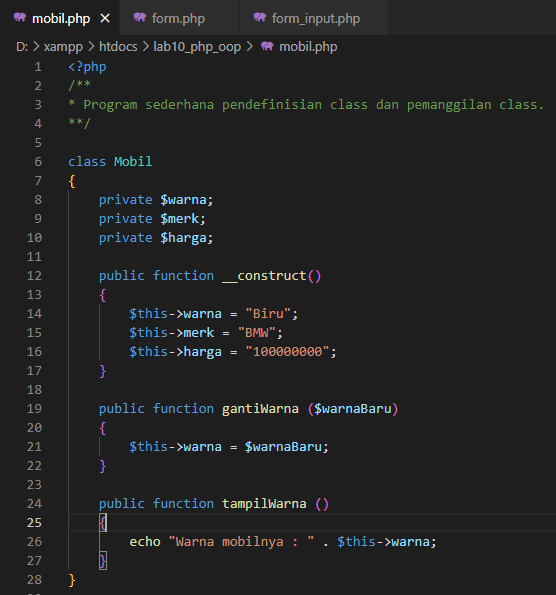 mobil.php × form.php form_input.php
D: > xampp > htdocs > lab10_php_oop > mobil.php
1 <?php
2 /**
3 * Program sederhana pendefinisian class dan pemanggilan class.
4 **/
5
6 class Mobil
7 {
8 private $warna;
9 private $merk;
10 private $harga;
11
12 public function __construct()
13 {
14 $this->warna = "Biru";
15 $this->merk = "BMW";
16 $this->harga = "100000000";
17 }
18
19 public function gantiWarna ($warnaBaru)
20 {
21 $this->warna = $warnaBaru;
22 }
23
24 public function tampilWarna ()
25 {
26 echo "Warna mobilnya : " . $this->warna;
27 }
28 }